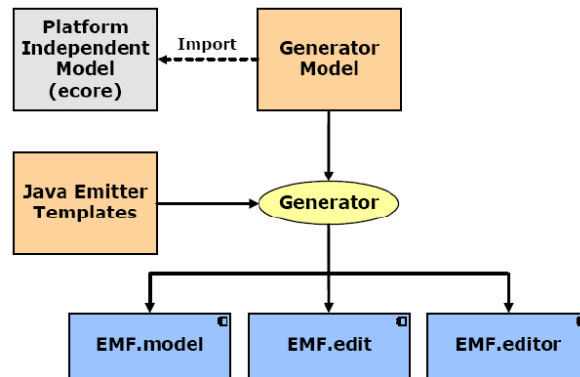 Platform
Independent
Model
(ecore)
Import
Generator
Model
Java Emitter
Templates
Generator
EMF.model
EMF.edit
EMF.editor